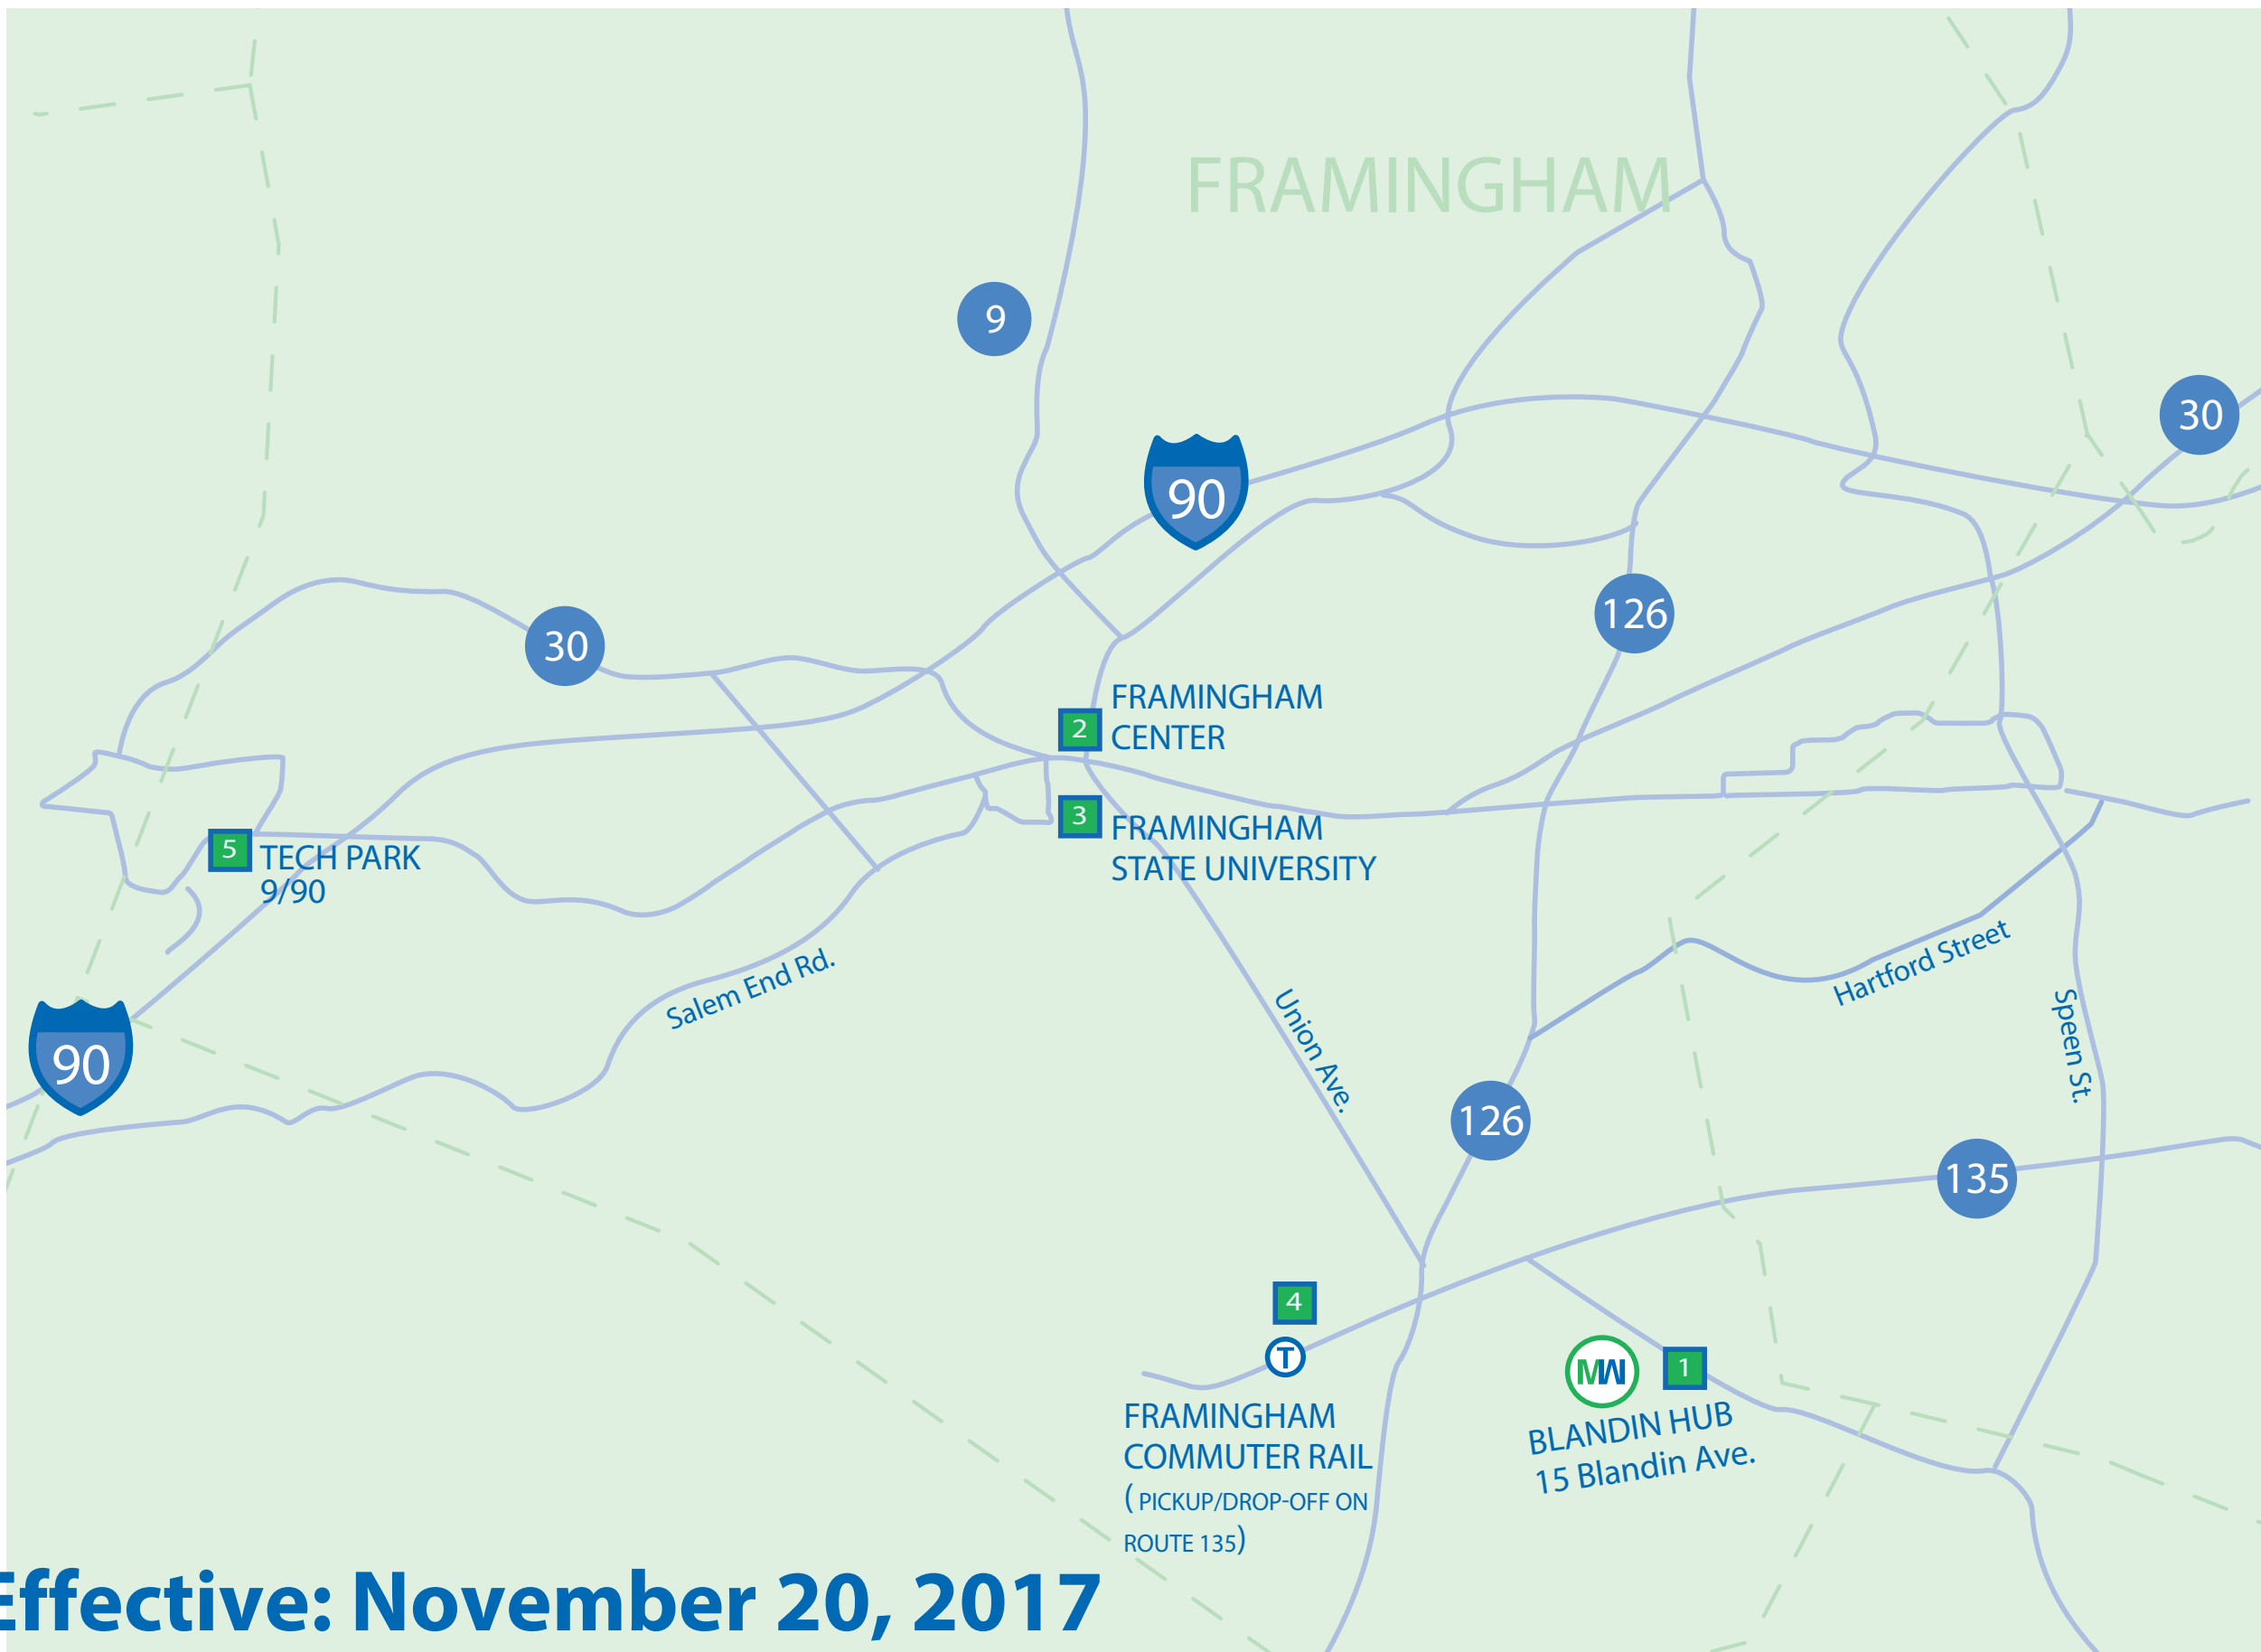 FRAMINGHAM
9
30
90
126
30
2
FRAMINGHAM
CENTER
3
FRAMINGHAM
STATE UNIVERSITY
5
TECH PARK
9/90
Salem End Rd.
Hartford Street
Union Ave.
Speen St.
90
126
135
4
T
FRAMINGHAM
COMMUTER RAIL
( PICKUP/DROP-OFF ON
ROUTE 135)
MW
1
BLANDIN HUB
15 Blandin Ave.
Effective: November 20, 2017